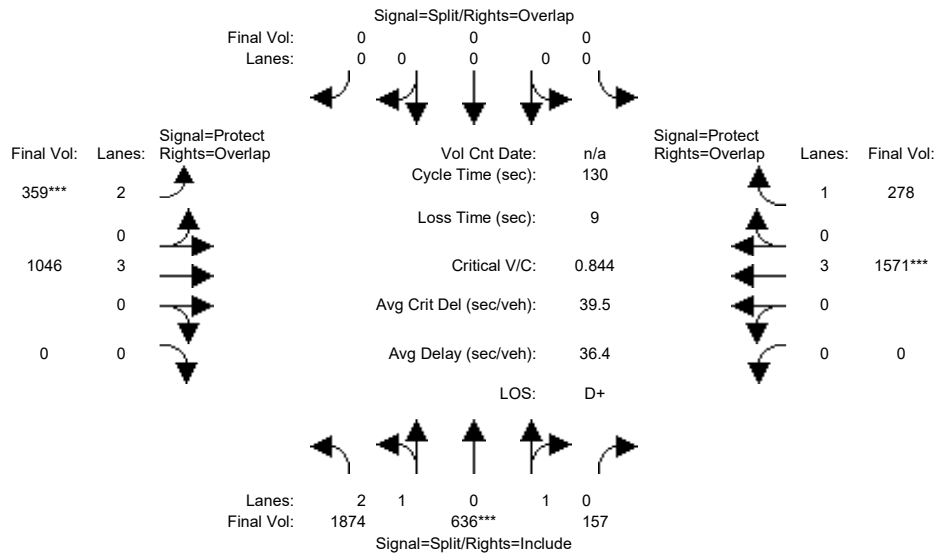 Signal=Split/Rights=Overlap
Final Vol: 0 0 0
Lanes: 0 0 0 0 0
Signal=Protect
Final Vol: Lanes: Rights=Overlap
Vol Cnt Date: n/a
Signal=Protect
Rights=Overlap Lanes: Final Vol:
Cycle Time (sec): 130
359*** 2
1 278
Loss Time (sec): 9
0
0
1046 3
Critical V/C: 0.844
3 1571***
0
Avg Crit Del (sec/veh): 39.5
0
0 0
Avg Delay (sec/veh): 36.4
0 0
LOS: D+
Lanes: 2 1 0 1 0
Final Vol: 1874 636*** 157
Signal=Split/Rights=Include